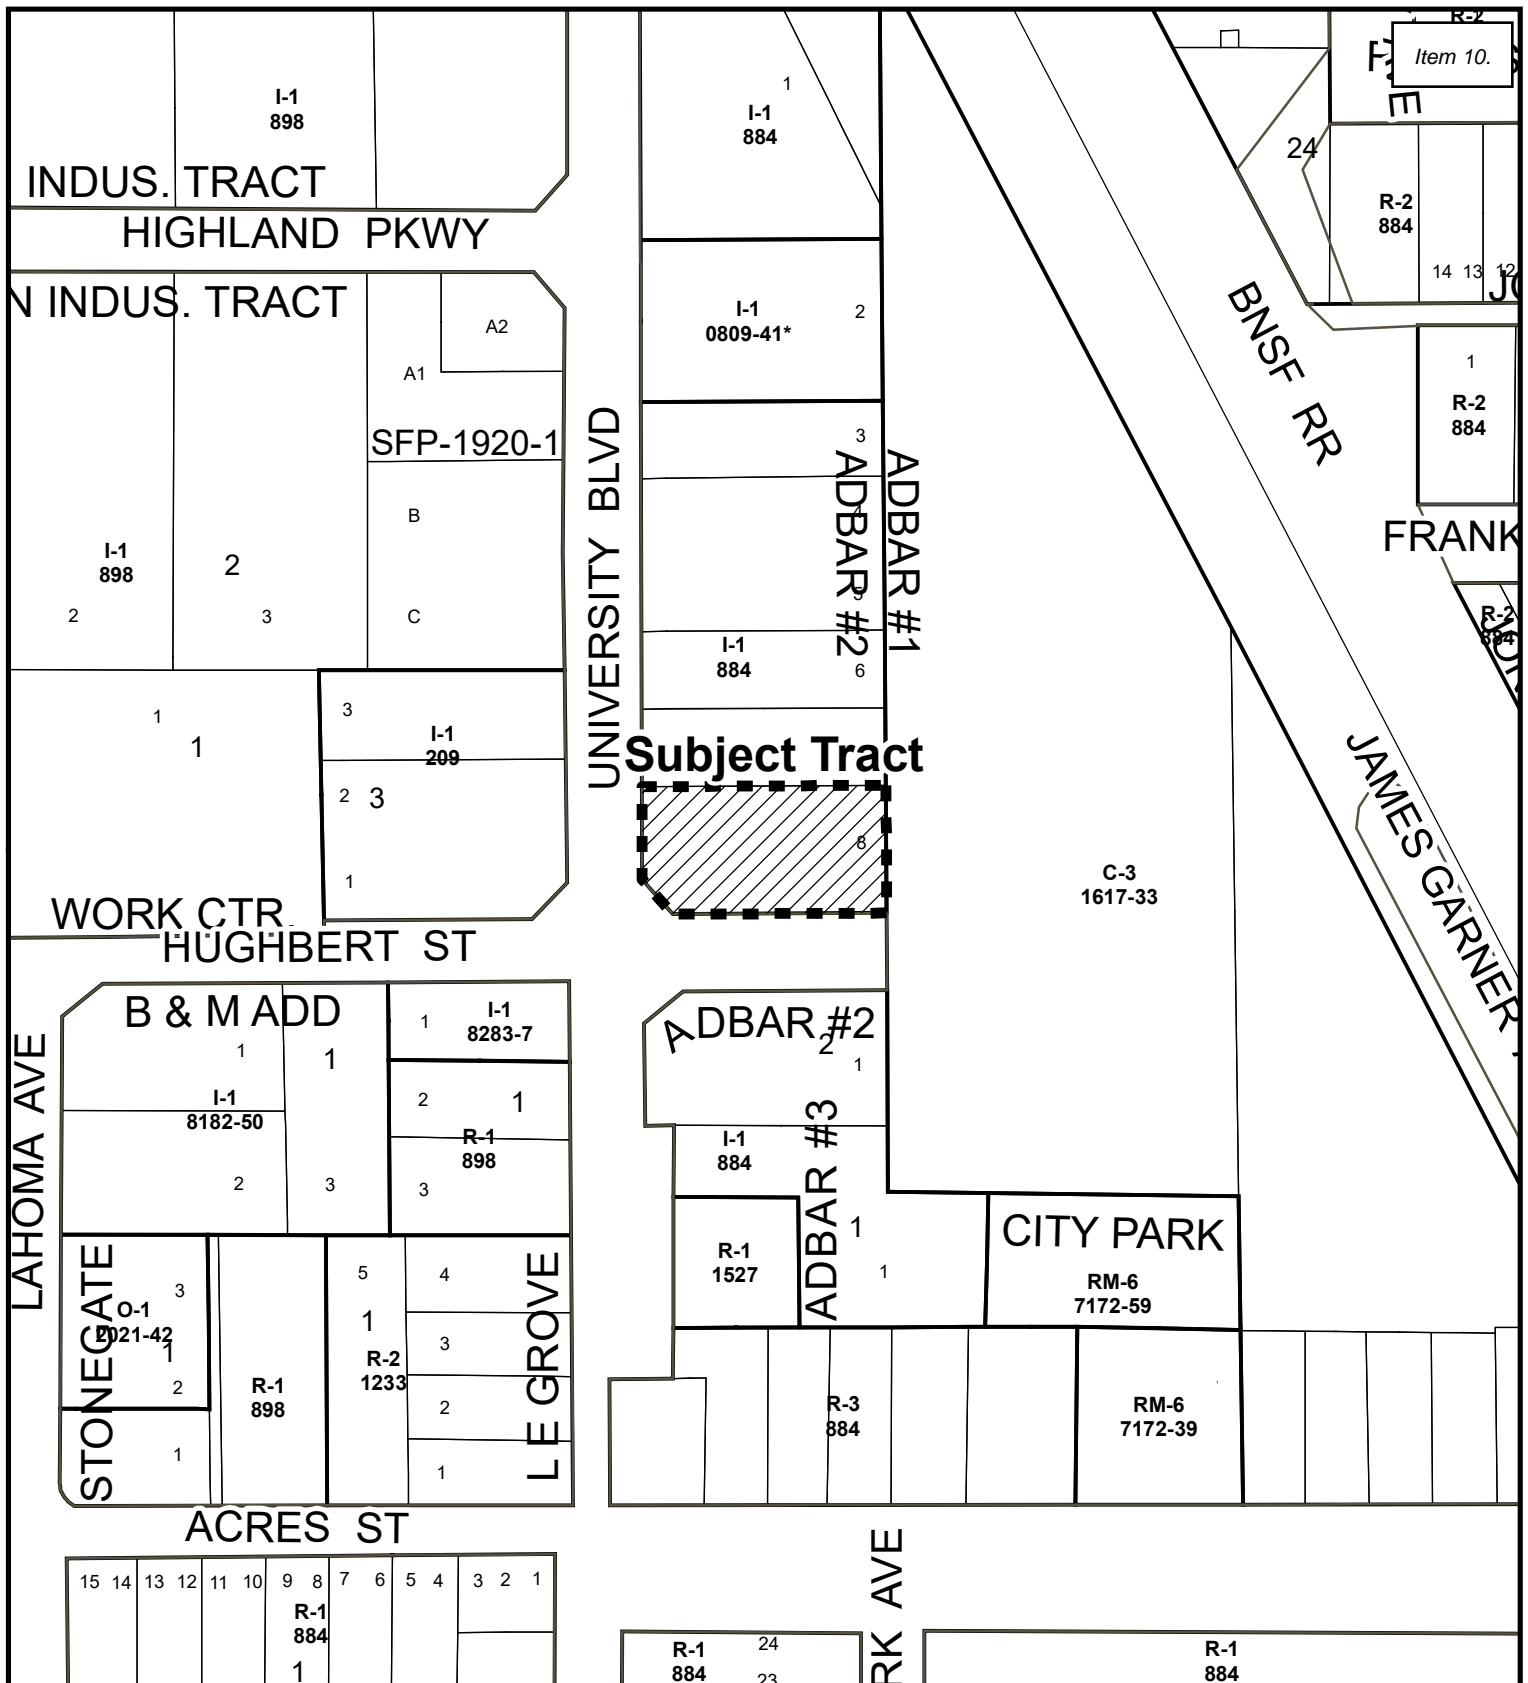 R-2
Item 10.
I-1
898
1
I-1
884
24
R-2
884
14 13 12
INDUS. TRACT
HIGHLAND PKWY
N INDUS. TRACT
A2
A1
SFP-1920-1
B
C
I-1
898
2
2
3
UNIVERSITY BLVD
I-1
0809-41*
2
3
4
5
6
ADBAR #2
ADBAR #1
I-1
884
BNSF RR
1
R-2
884
FRANK
R-2
884
JAMES GARNER
1
1
3
I-1
209
2
3
1
Subject Tract
8
C-3
1617-33
WORK CTR.
HUGHBERT ST
B & M ADD
1
1
I-1
8182-50
2
3
1
I-1
8283-7
2
1
R-1
898
3
LAHOMA AVE
ADBAR #2
2
1
I-1
884
ADBAR #3
R-1
1527
1
1
CITY PARK
RM-6
7172-59
STONEGATE
3
O-1
2021-42
1
2
1
R-1
898
5
1
R-2
1233
4
3
2
1
LE GROVE
R-3
884
RM-6
7172-39
ACRES ST
15 14 13 12 11 10 9 8 7 6 5 4 3 2 1
R-1
884
1
R-1
884
24
23
RK AVE
R-1
884